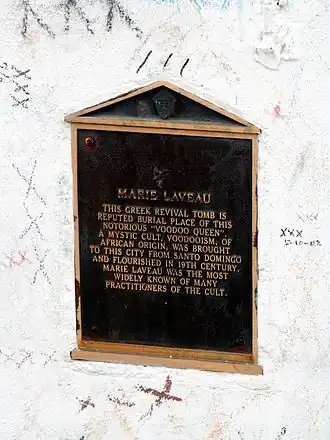 MARIE LAVEAU
THIS GREEK REVIVAL TOMB IS
REPUTED BURIAL PLACE OF THIS
NOTORIOUS "VOODOO QUEEN".
A MYSTIC CULT, VOODOOISM, OF
AFRICAN ORIGIN, WAS BROUGHT
TO THIS CITY FROM SANTO DOMINGO
AND FLOURISHED IN 19TH CENTURY.
MARIE LAVEAU WAS THE MOST
WIDELY KNOWN OF MANY
PRACTITIONERS OF THE CULT.
XXX